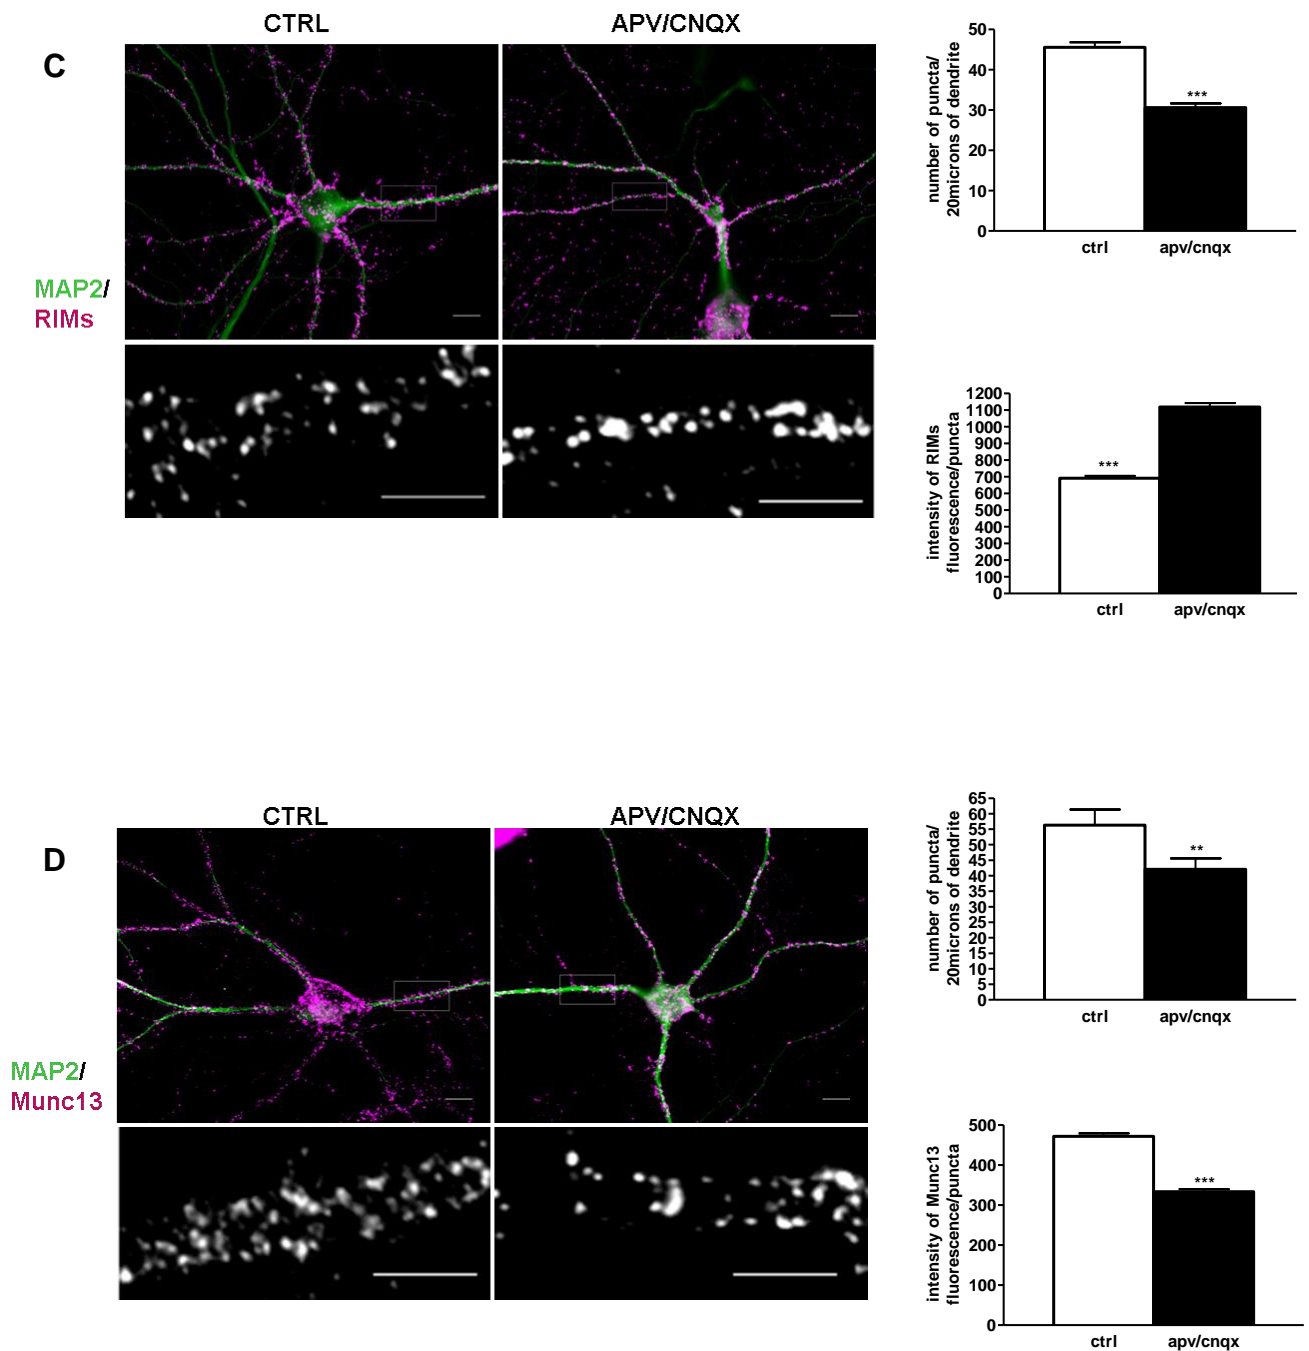 CTRL
APV/CNQX
C
MAP2/
RIMs
number of puncta/
20microns of dendrite
50
40
30
20
10
0
***
ctrl
apv/cnqx
intensity of RIMs
fluorescence/puncta
1200
1100
1000
900
800
700
600
500
400
300
200
100
0
***
ctrl
apv/cnqx
CTRL
APV/CNQX
D
MAP2/
Munc13
number of puncta/
20microns of dendrite
65
60
55
50
45
40
35
30
25
20
15
10
5
0
**
ctrl
apv/cnqx
intensity of Munc13
fluorescence/puncta
500
400
300
200
100
0
***
ctrl
apv/cnqx